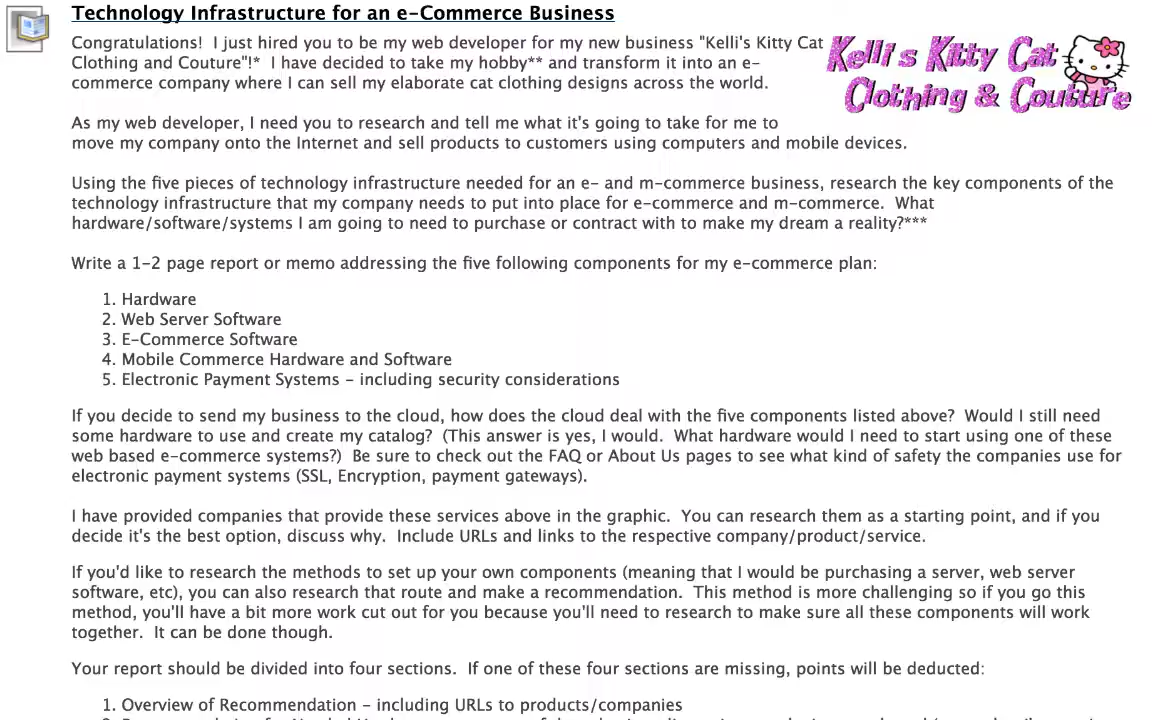 Technology Infrastructure for an e-Commerce Business
Congratulations! I just hired you to be my web developer for my new business "Kelli's Kitty Cat
Clothing and Couture"!* I have decided to take my hobby** and transform it into an e-
commerce company where I can sell my elaborate cat clothing designs across the world.
Kelli's Kitty Cat
Clothing & Couture
As my web developer, I need you to research and tell me what it's going to take for me to
move my company onto the Internet and sell products to customers using computers and mobile devices.
Using the five pieces of technology infrastructure needed for an e- and m-commerce business, research the key components of the
technology infrastructure that my company needs to put into place for e-commerce and m-commerce. What
hardware/software/systems I am going to need to purchase or contract with to make my dream a reality?***
Write a 1-2 page report or memo addressing the five following components for my e-commerce plan:
1. Hardware
2. Web Server Software
3. E-Commerce Software
4. Mobile Commerce Hardware and Software
5. Electronic Payment Systems - including security considerations
If you decide to send my business to the cloud, how does the cloud deal with the five components listed above? Would I still need
some hardware to use and create my catalog? (This answer is yes, I would. What hardware would I need to start using one of these
web based e-commerce systems?) Be sure to check out the FAQ or About Us pages to see what kind of safety the companies use for
electronic payment systems (SSL, Encryption, payment gateways).
I have provided companies that provide these services above in the graphic. You can research them as a starting point, and if you
decide it's the best option, discuss why. Include URLs and links to the respective company/product/service.
If you'd like to research the methods to set up your own components (meaning that I would be purchasing a server, web server
software, etc), you can also research that route and make a recommendation. This method is more challenging so if you go this
method, you'll have a bit more work cut out for you because you'll need to research to make sure all these components will work
together. It can be done though.
Your report should be divided into four sections. If one of these four sections are missing, points will be deducted:
1. Overview of Recommendation - including URLs to products/companies